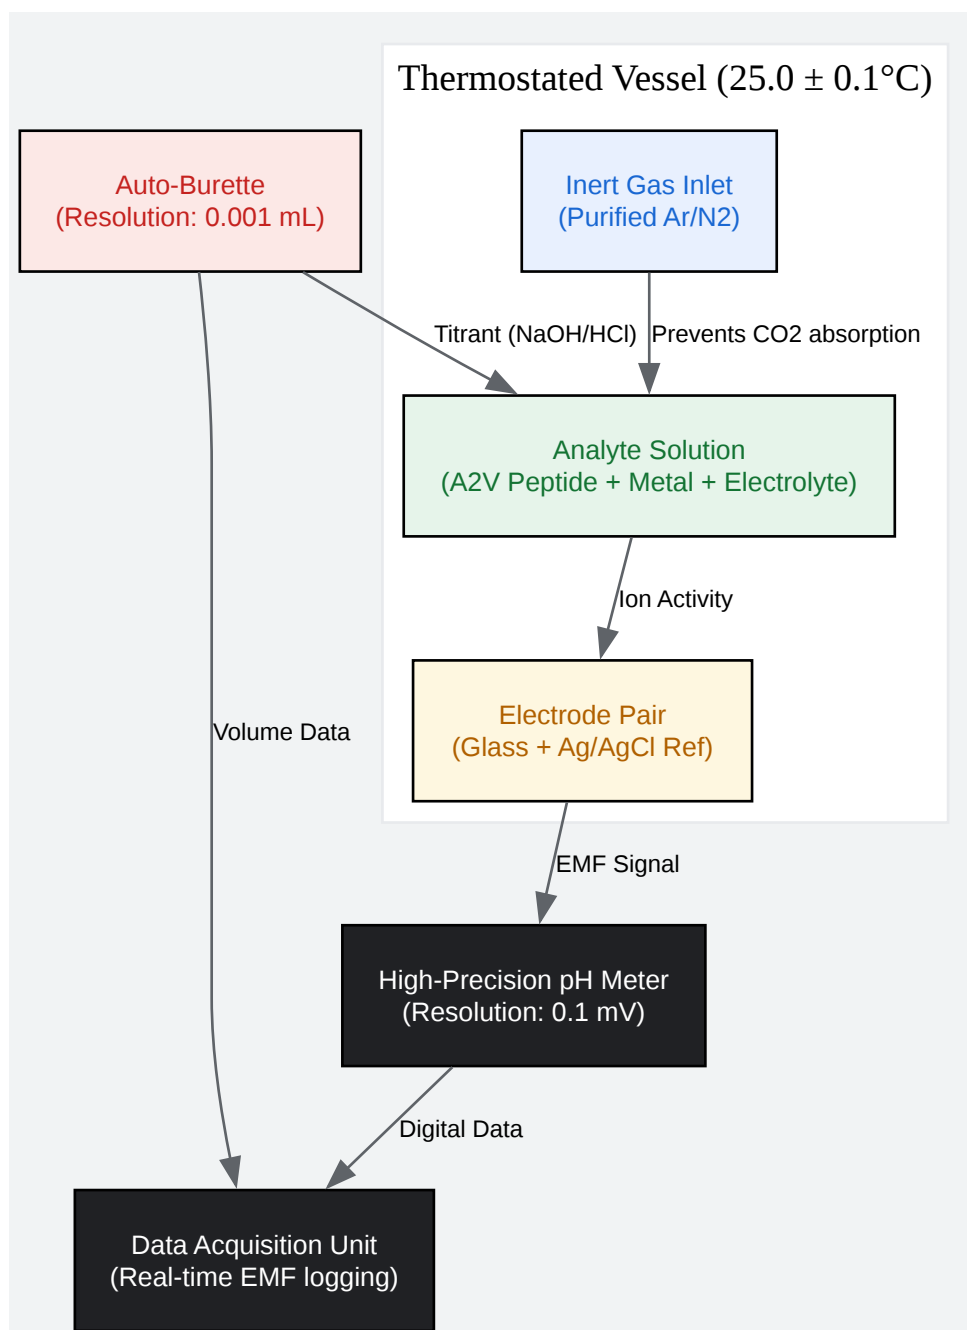 Thermostated Vessel (25.0 ± 0.1°C)
Auto-Burette
(Resolution: 0.001 mL)
Inert Gas Inlet
(Purified Ar/N2)
Titrant (NaOH/HCl)
Prevents CO2 absorption
Analyte Solution
(A2V Peptide + Metal + Electrolyte)
Ion Activity
Electrode Pair
(Glass + Ag/AgCl Ref)
Volume Data
EMF Signal
High-Precision pH Meter
(Resolution: 0.1 mV)
Digital Data
Data Acquisition Unit
(Real-time EMF logging)